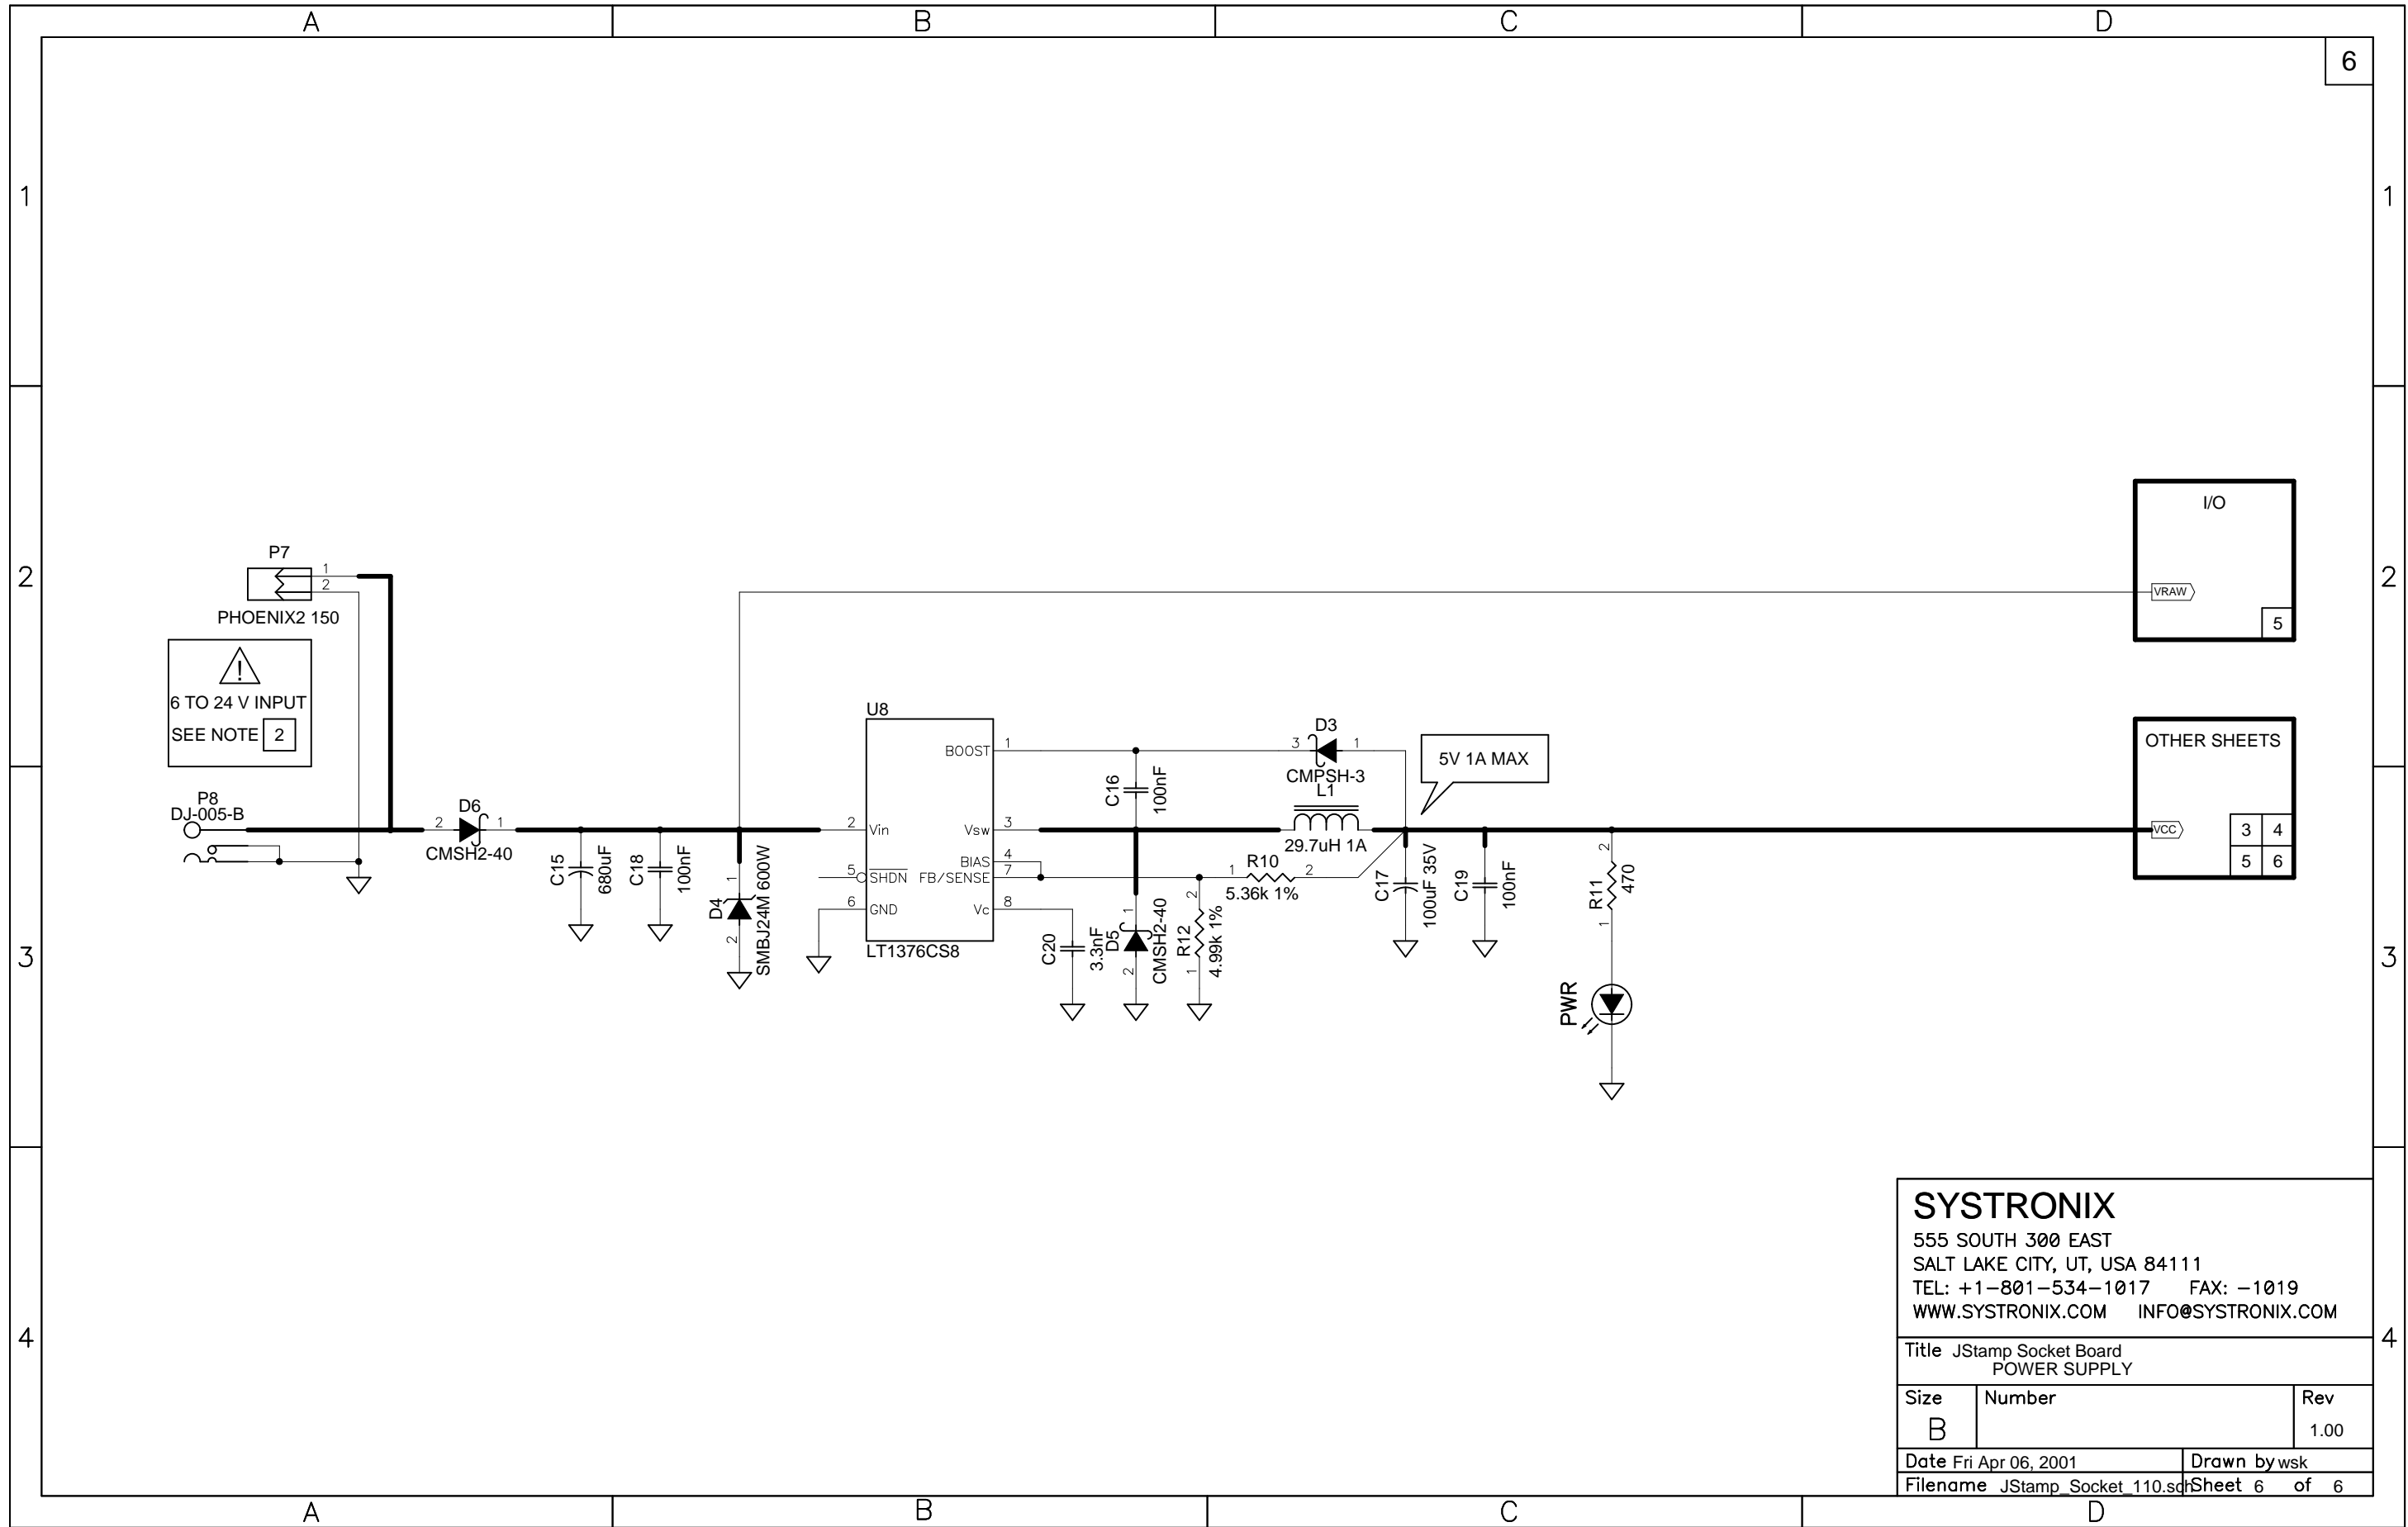 A B C D
6
1 1
2 2
3 3
4 4
P7
1
2
PHOENIX2 150
!
6 TO 24 V INPUT
SEE NOTE 2
P8
DJ-005-B
D6
2 1
CMSH2-40
C15
680uF
C18
100nF
D4
1
2
SMBJ24M 600W
U8
BOOST 1
2 Vin
Vsw 3
BIAS 4
5 SHDN
FB/SENSE 7
6 GND
Vc 8
LT1376CS8
C16
100nF
D3
3 1
CMPSH-3
L1
29.7uH 1A
5V 1A MAX
C20
3.3nF
D5
1
2
CMSH2-40
R12
2
1
4.99k 1%
R10
1 2
5.36k 1%
C17
100uF 35V
C19
100nF
R11
2
1
470
PWR
I/O
VRAW
5
OTHER SHEETS
VCC
3 4
5 6
SYSTRONIX
555 SOUTH 300 EAST
SALT LAKE CITY, UT, USA 84111
TEL: +1-801-534-1017 FAX: -1019
WWW.SYSTRONIX.COM INFO@SYSTRONIX.COM
Title JStamp Socket Board
POWER SUPPLY
Size Number Rev
B 1.00
Date Fri Apr 06, 2001 Drawn by wsk
Filename JStamp_Socket_110.sch Sheet 6 of 6
A B C D